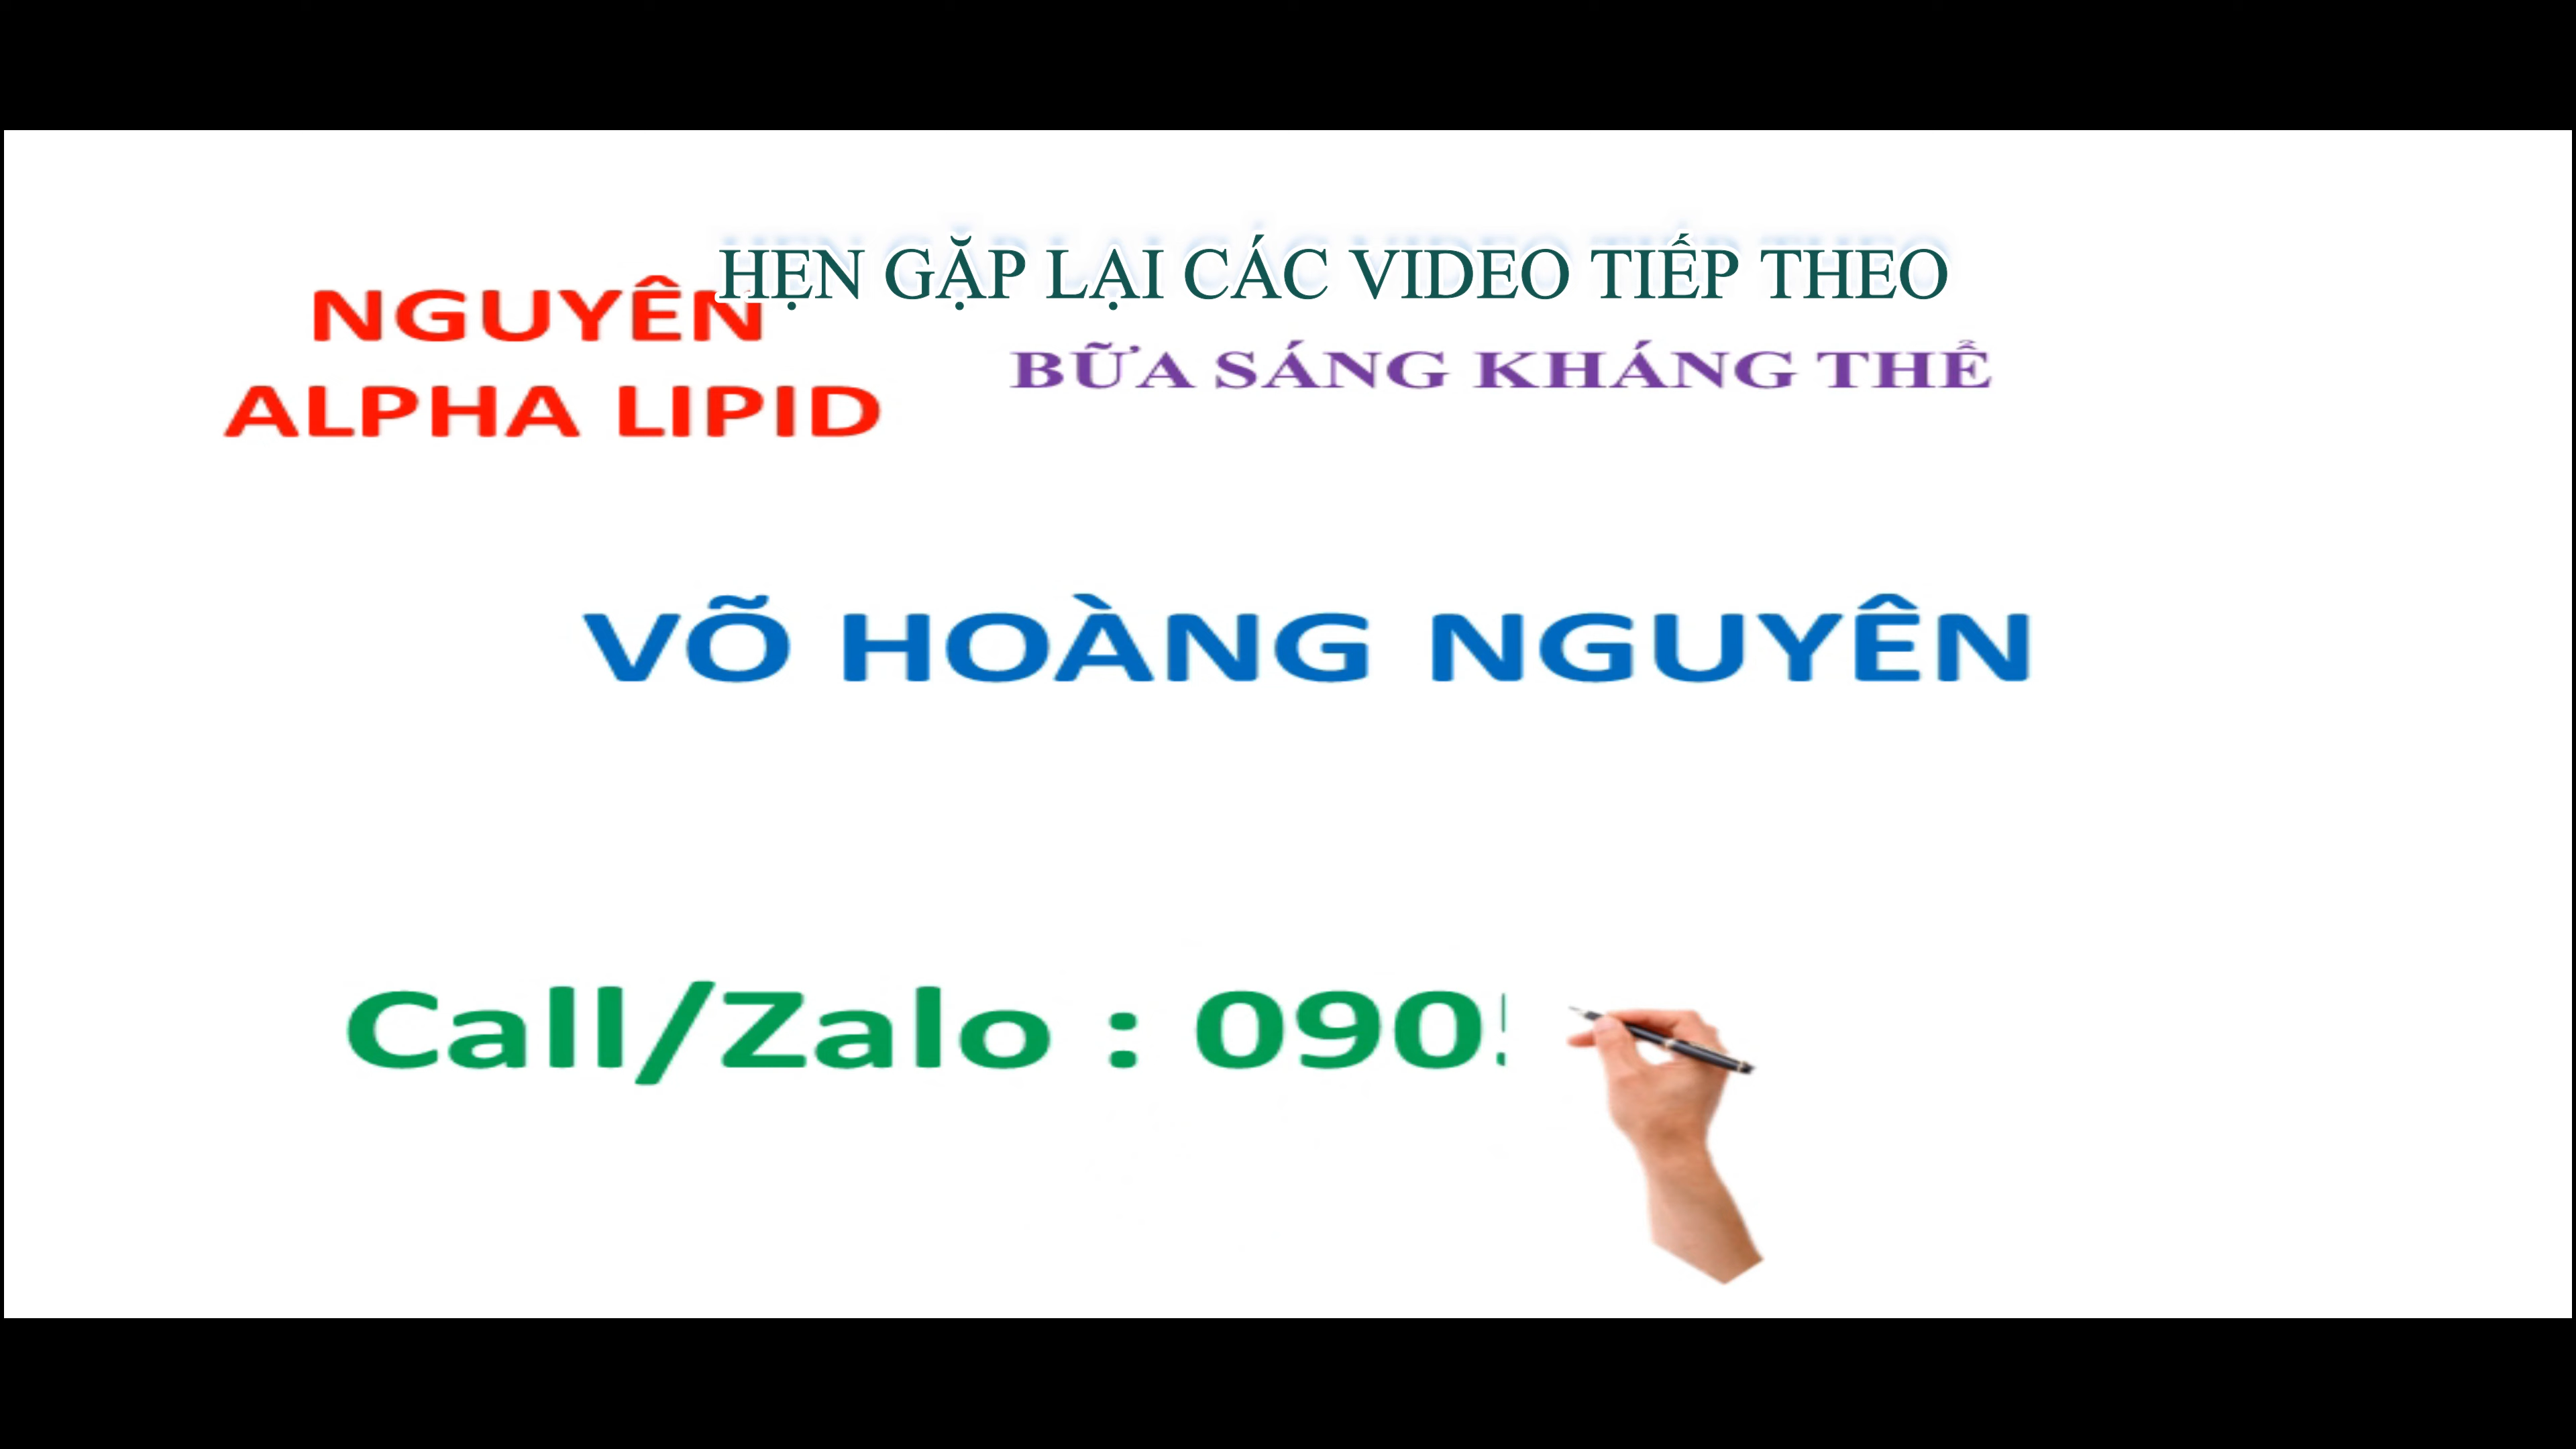 HẸN GẶP LẠI CÁC VIDEO TIẾP THEO
NGUYÊN
ALPHA LIPID
BỮA SÁNG KHÁNG THỂ
VÕ HOÀNG NGUYÊN
Call/Zalo : 0905